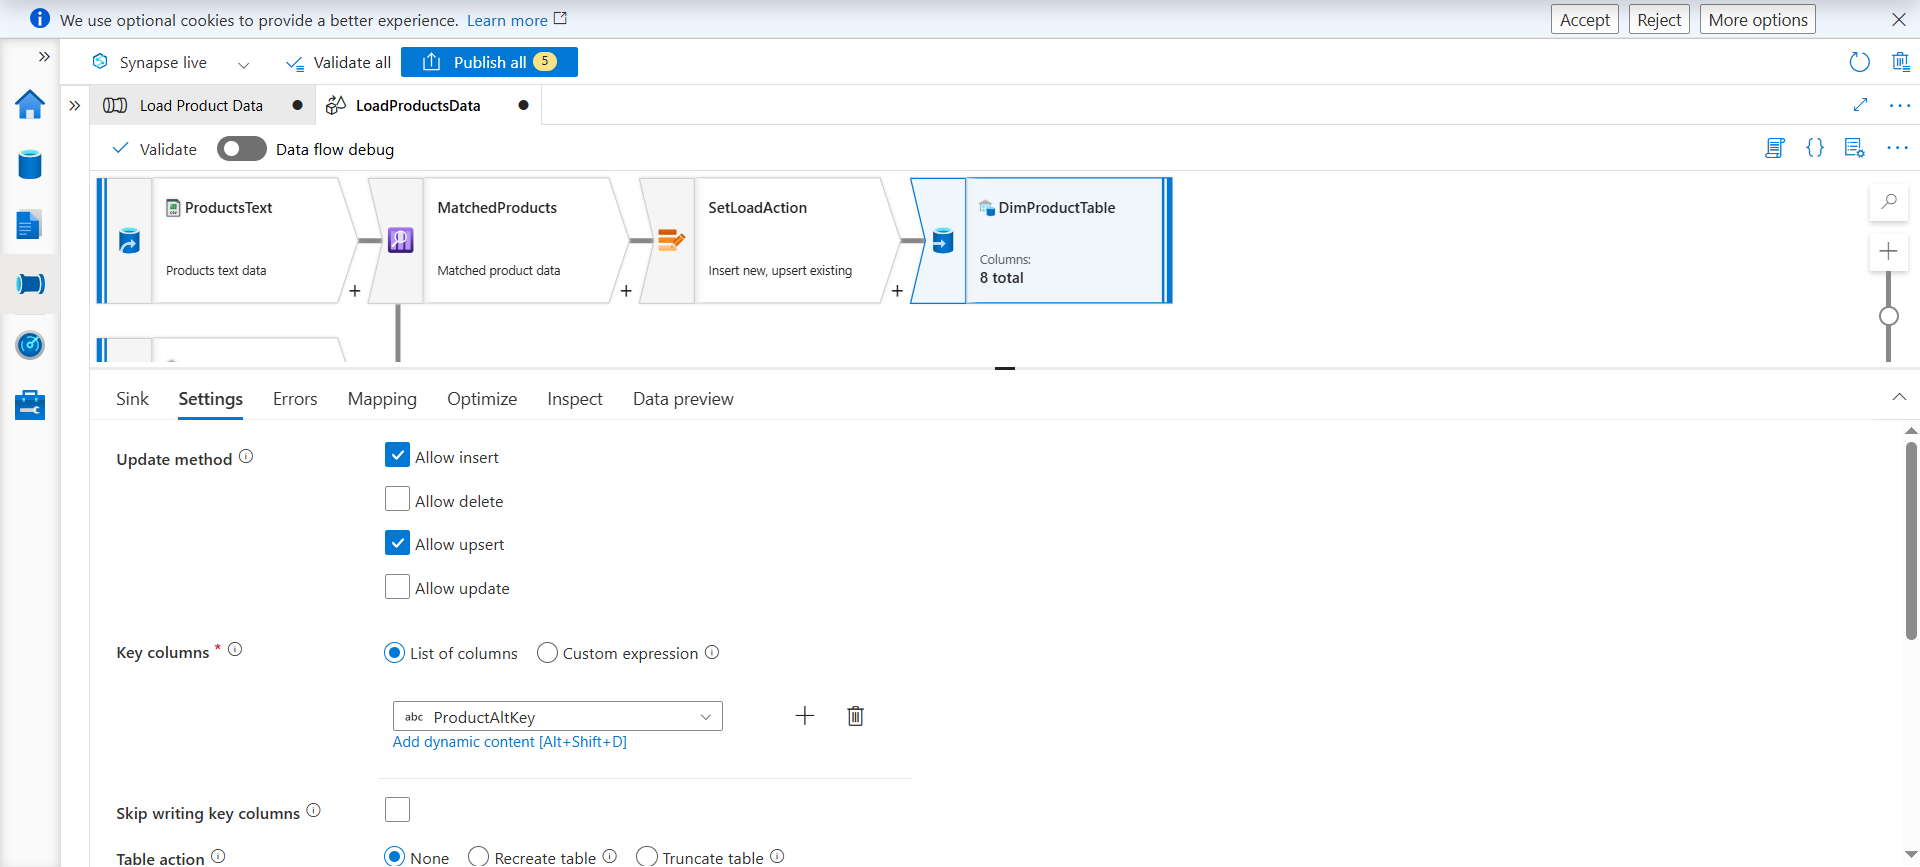 We use optional cookies to provide a better experience. Learn more
Accept
Reject
More options
Synapse live
Validate all
Publish all 5
Load Product Data
LoadProductsData
Validate
Data flow debug
ProductsText
Products text data
+
MatchedProducts
Matched product data
+
SetLoadAction
Insert new, upsert existing
+
DimProductTable
Columns:
8 total
Sink
Settings
Errors
Mapping
Optimize
Inspect
Data preview
Update method
Allow insert
Allow delete
Allow upsert
Allow update
Key columns *
List of columns
Custom expression
abc ProductAltKey
Add dynamic content [Alt+Shift+D]
Skip writing key columns
Table action
None
Recreate table
Truncate table